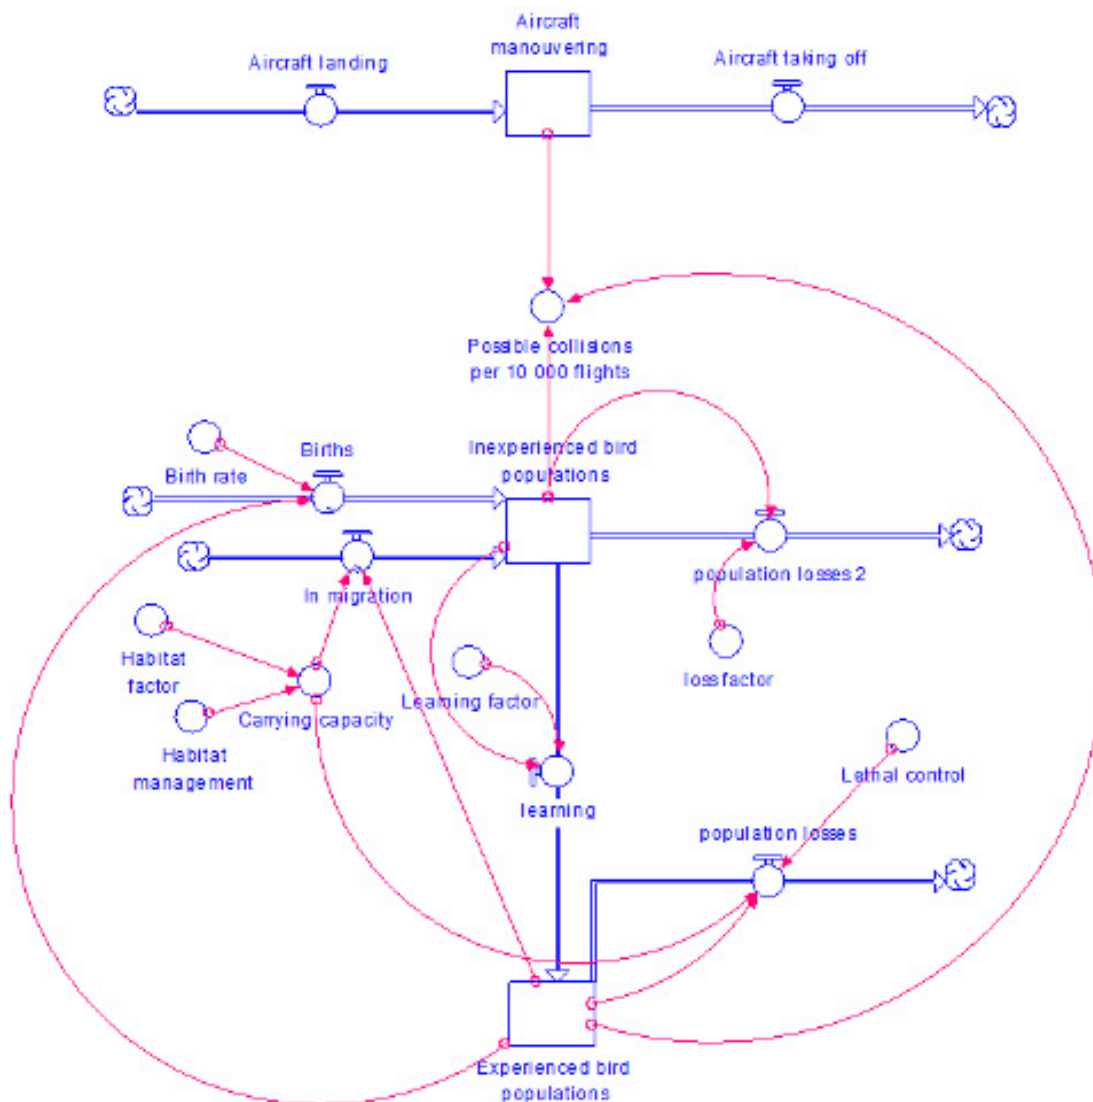 Aircraft
manouvering
Aircraft landing
Aircraft taking off
Possible collisions
per 10 000 flights
Birth rate
Births
Inexperienced bird
populations
In migration
population losses 2
Habitat
factor
Learning factor
loss factor
Carrying capacity
Habitat
management
Lethal control
learning
population losses
Experienced bird
populations